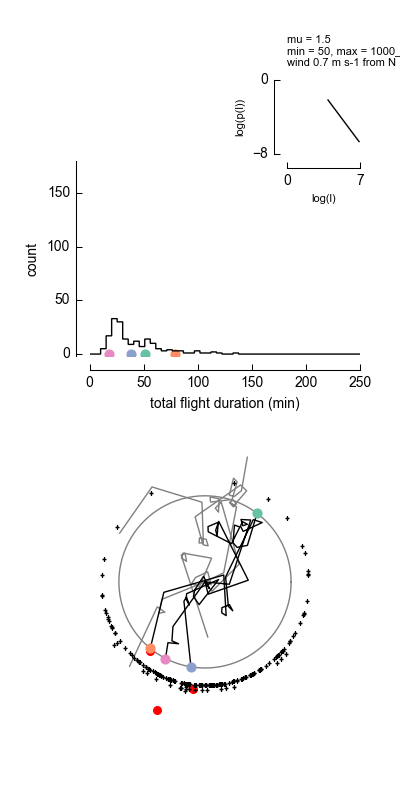 mu = 1.5
min = 50, max = 1000_
wind 0.7 m s-1 from N
0
log(p(l))
−8
0
7
log(l)
150
100
50
0
count
0
50
100
150
200
250
total flight duration (min)